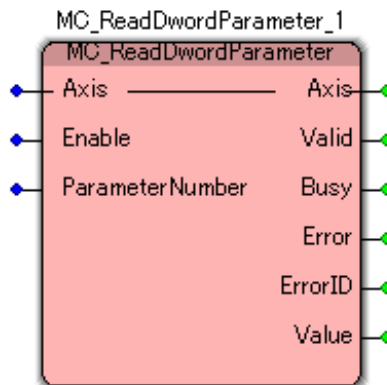 MC_ReadDwordParameter_1
MC_ReadDwordParameter
Axis Axis
Enable Valid
ParameterNumber Busy
Error
ErrorID
Value